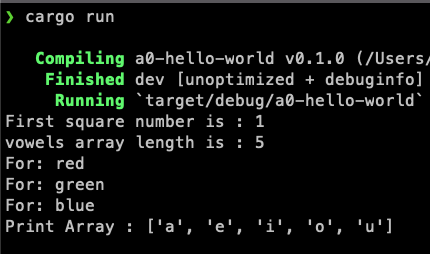 ❯ cargo run
Compiling a0-hello-world v0.1.0 (/Users/
Finished dev [unoptimized + debuginfo]
Running `target/debug/a0-hello-world`
First square number is : 1
vowels array length is : 5
For: red
For: green
For: blue
Print Array : ['a', 'e', 'i', 'o', 'u']